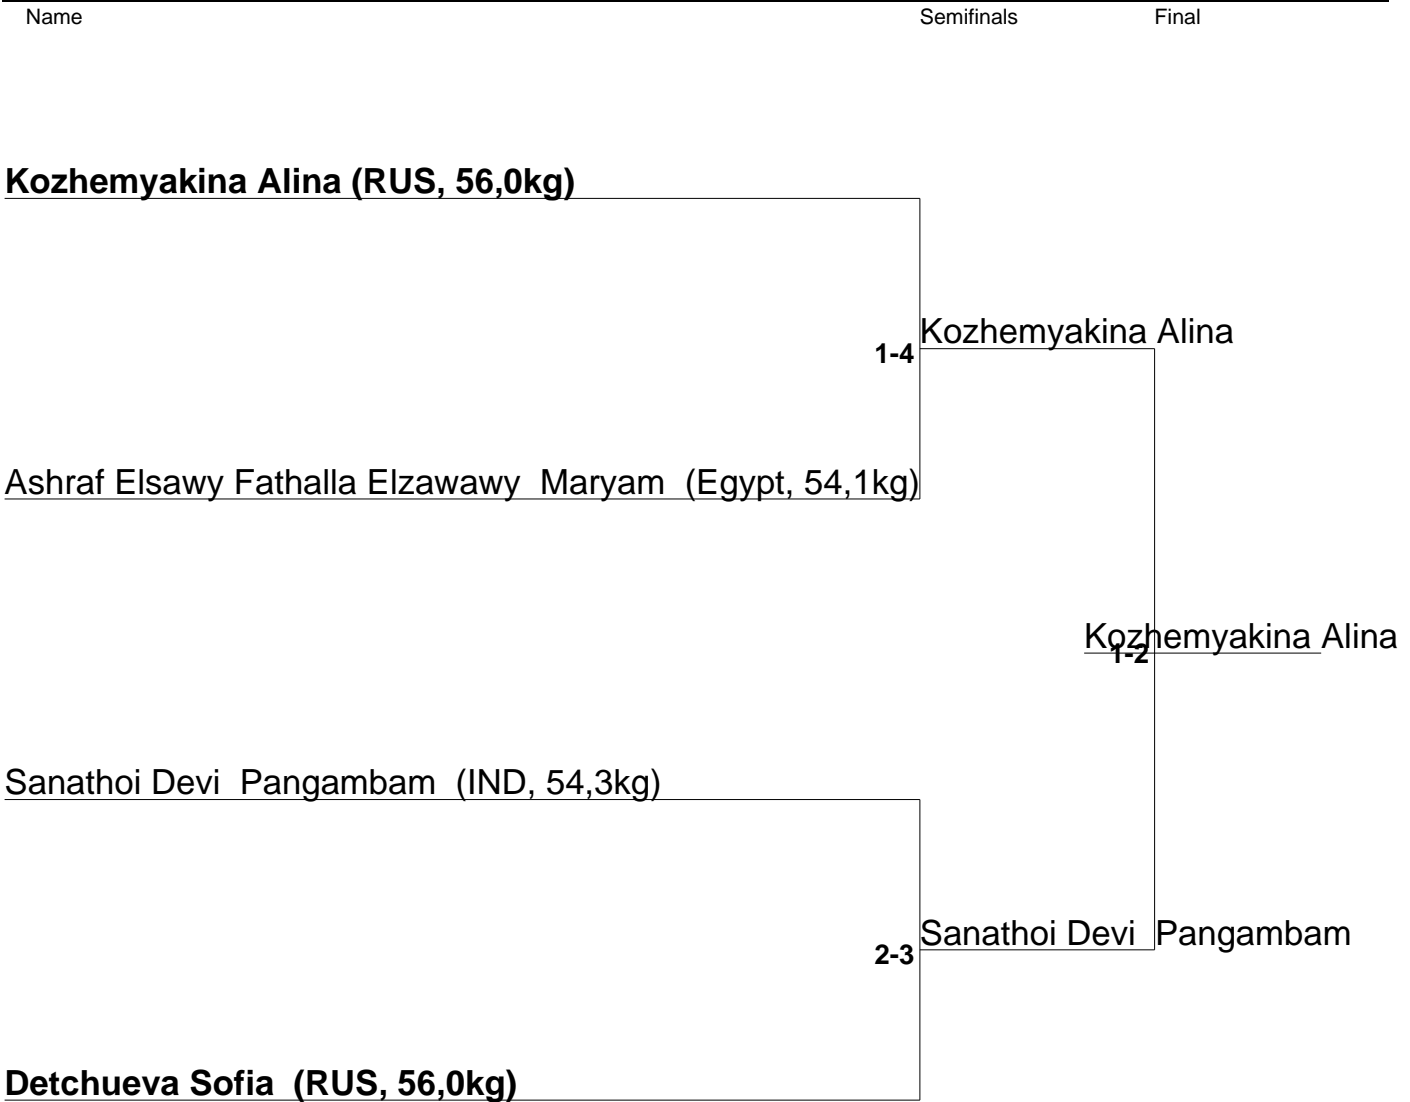 Name Semifinals Final
Kozhemyakina Alina (RUS, 56,0kg)
Kozhemyakina Alina
1-4
Ashraf Elsawy Fathalla Elzawawy Maryam (Egypt, 54,1kg)
Kozhemyakina Alina
1-2
Sanathoi Devi Pangambam (IND, 54,3kg)
Sanathoi Devi Pangambam
2-3
Detchueva Sofia (RUS, 56,0kg)